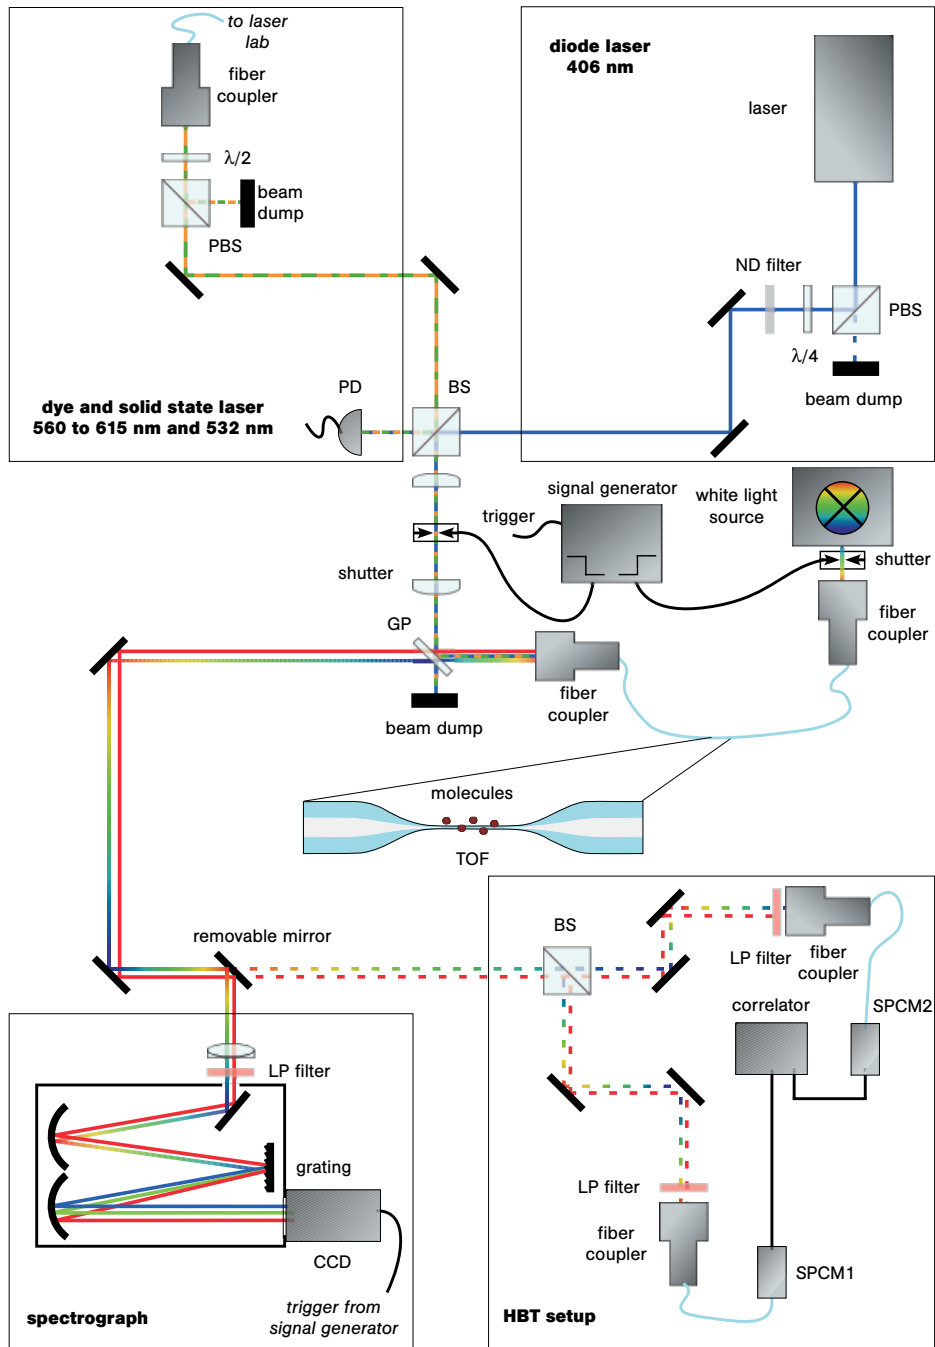 to laser
lab
fiber
coupler
λ/2
beam
dump
PBS
PD
BS
dye and solid state laser
560 to 615 nm and 532 nm
diode laser
406 nm
laser
ND filter
PBS
λ/4
beam dump
signal generator
trigger
white light
source
shutter
shutter
fiber
coupler
GP
fiber
coupler
beam dump
molecules
TOF
removable mirror
LP filter
grating
CCD
trigger from
signal generator
spectrograph
BS
LP filter
fiber
coupler
correlator
SPCM2
LP filter
fiber
coupler
SPCM1
HBT setup